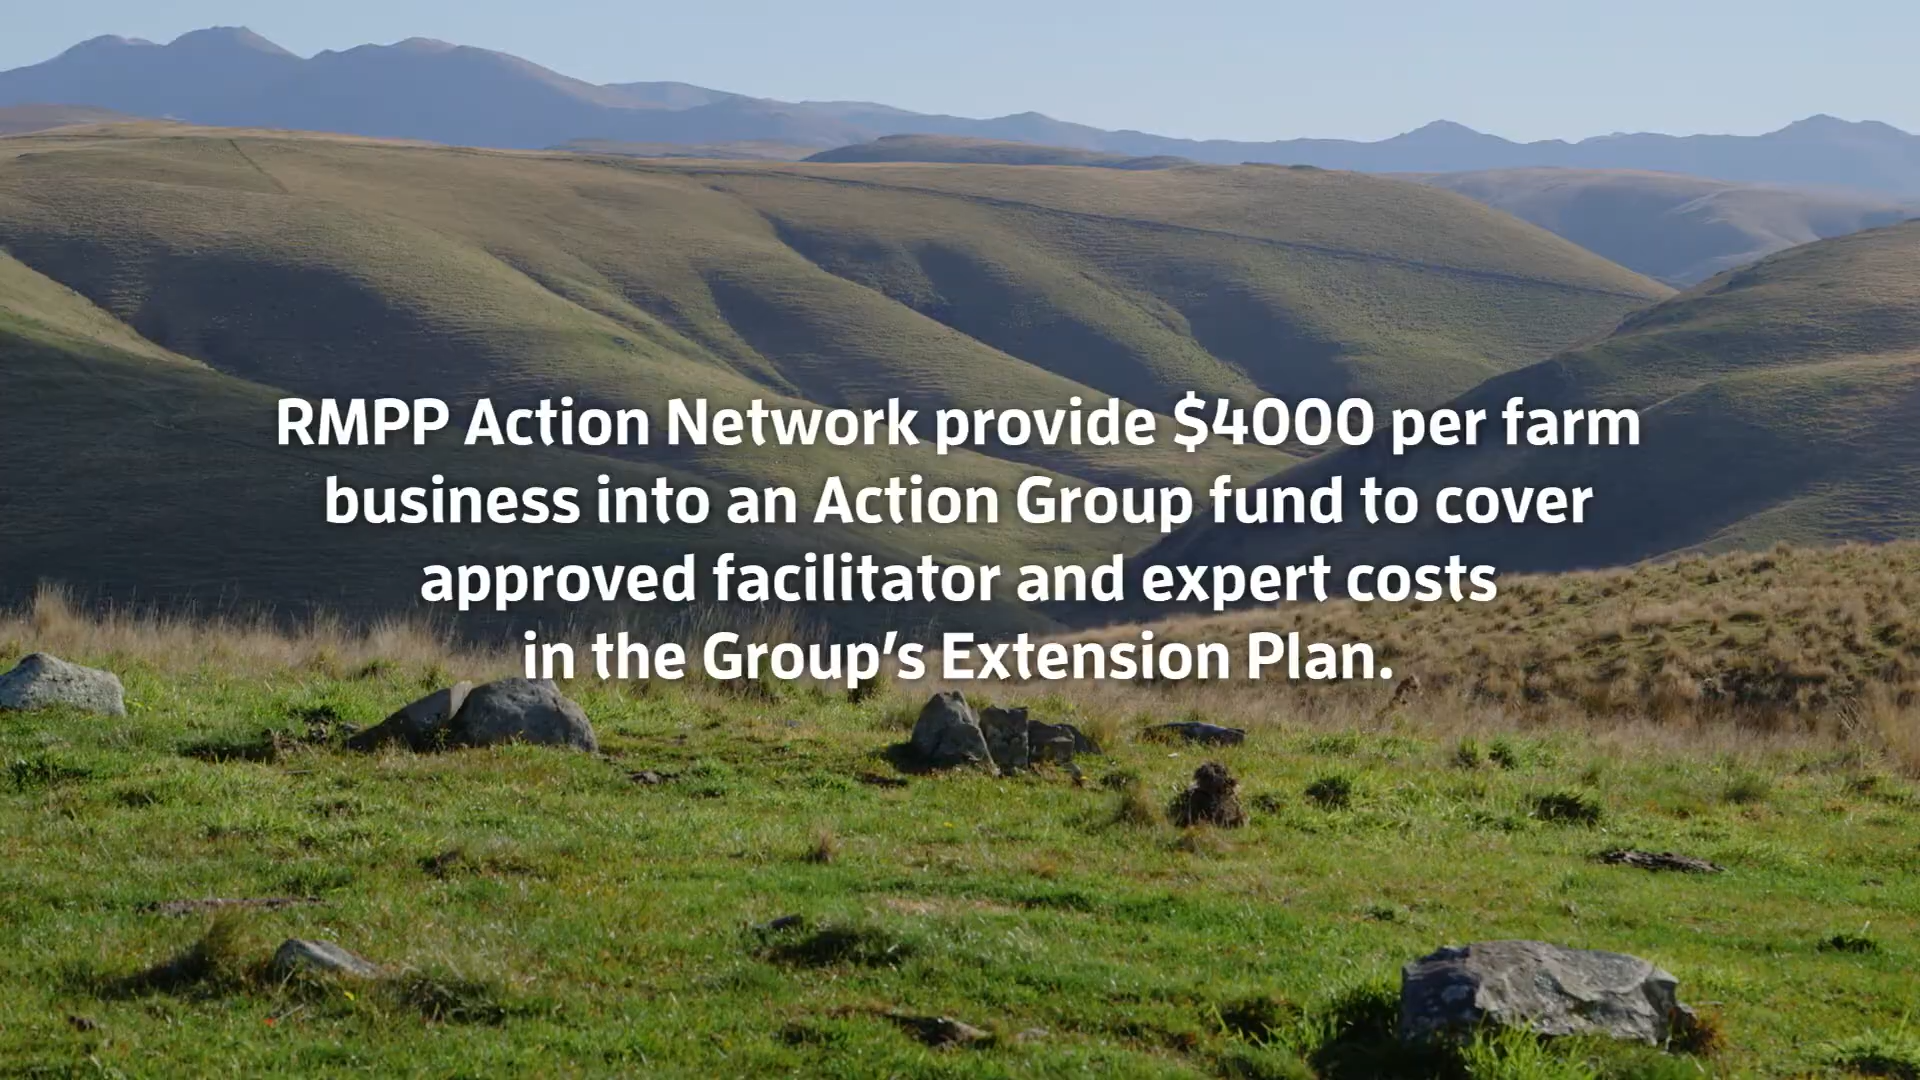 RMPP Action Network provide $4000 per farm
business into an Action Group fund to cover
approved facilitator and expert costs
in the Group’s Extension Plan.